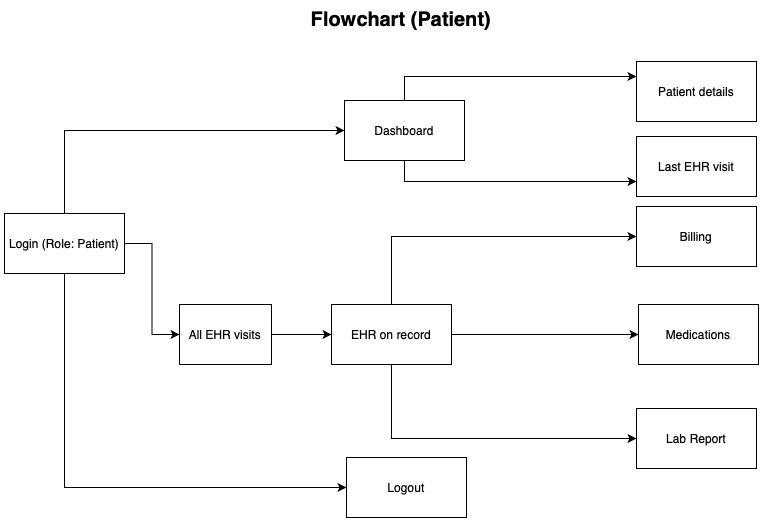 Flowchart (Patient)
Patient details
Dashboard
Last EHR visit
Billing
Login (Role: Patient)
All EHR visits
EHR on record
Medications
Lab Report
Logout